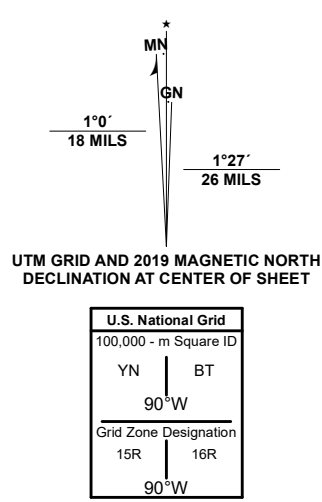 ★
MN
GN
1°0´
18 MILS
1°27´
26 MILS
UTM GRID AND 2019 MAGNETIC NORTH
DECLINATION AT CENTER OF SHEET
U.S. National Grid
100,000 - m Square ID
YN BT
90°W
Grid Zone Designation
15R 16R
90°W